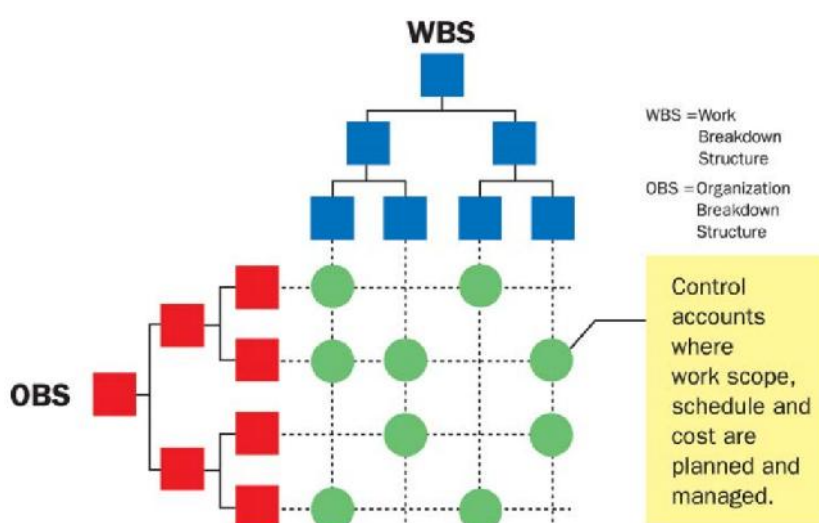 WBS
WBS =Work
Breakdown
Structure
OBS =Organization
Breakdown
Structure
OBS
Control
accounts
where
work scope,
schedule and
cost are
planned and
managed.